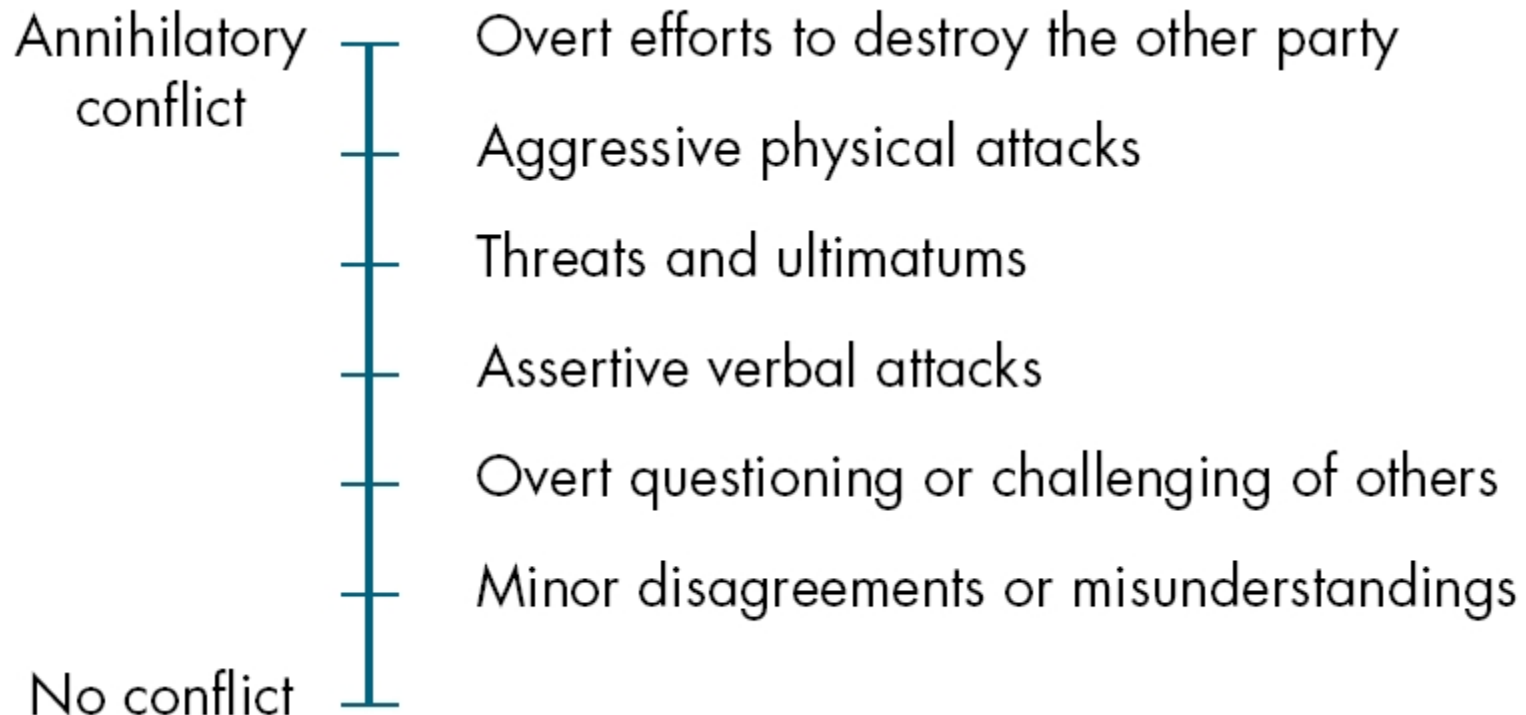 Annihilatory
conflict
Overt efforts to destroy the other party
Aggressive physical attacks
Threats and ultimatums
Assertive verbal attacks
Overt questioning or challenging of others
Minor disagreements or misunderstandings
No conflict